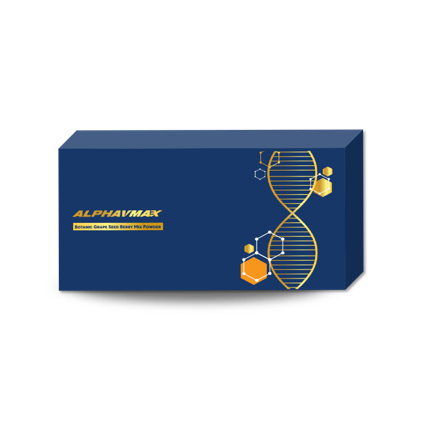 ALPHAVMAX
BOTANIC GRAPE SEED BERRY MIX POWDER